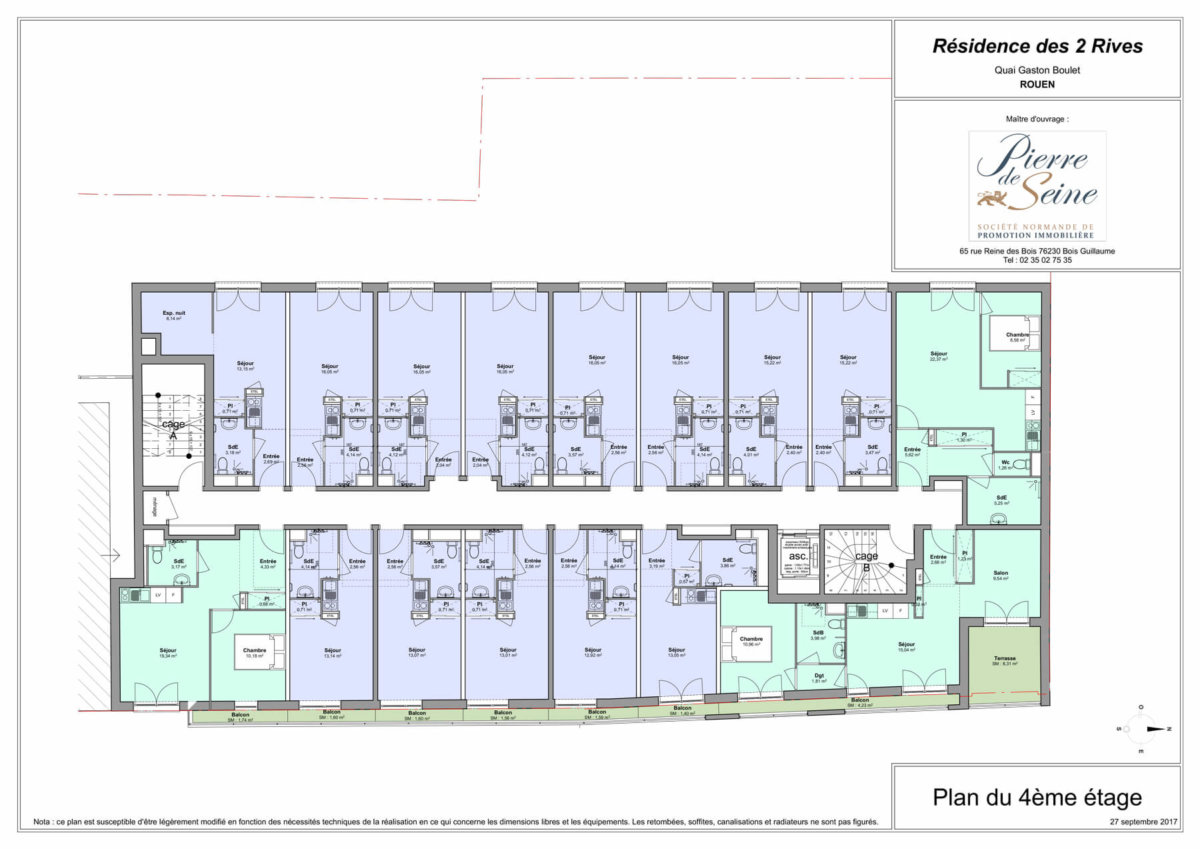 Résidence des 2 Rives
Quai Gaston Boulet
ROUEN
Maître d'ouvrage :
Pierre
de
Seine
SOCIÉTÉ NORMANDE DE
PROMOTION IMMOBILIÈRE
65 rue Reine des Bois 76230 Bois Guillaume
Tel : 02 35 02 75 35
Esp. nuit
8,14 m²
Séjour
13,15 m²
Séjour
16,06 m²
Séjour
16,05 m²
Séjour
16,05 m²
Séjour
16,05 m²
Séjour
16,05 m²
Séjour
15,22 m²
Séjour
15,22 m²
Séjour
22,37 m²
Chambre
Pl
0,71 m²
Pl
0,71 m²
Pl
0,71 m²
Pl
0,71 m²
Pl
0,71 m²
Pl
0,71 m²
Pl
0,71 m²
Pl
0,71 m²
LV
F
cage
A
SdE
3,18 m²
Entrée
2,69 m²
Entrée
2,56 m²
SdE
4,14 m²
SdE
4,12 m²
Entrée
2,04 m²
Entrée
2,04 m²
SdE
4,12 m²
SdE
3,57 m²
Entrée
2,56 m²
Entrée
2,56 m²
SdE
4,14 m²
SdE
4,01 m²
Entrée
2,40 m²
Entrée
2,40 m²
SdE
3,47 m²
Entrée
5,62 m²
Pl
1,30 m²
Wc
1,26 m²
SdE
5,25 m²
ménage
SdE
3,17 m²
Entrée
4,33 m²
SdE
4,14 m²
Entrée
2,56 m²
Entrée
2,56 m²
SdE
3,57 m²
SdE
4,14 m²
Entrée
2,56 m²
Entrée
2,56 m²
SdE
Entrée
3,19 m²
SdE
3,96 m²
asc.
cage
B
Entrée
2,66 m²
Pl
1,23 m²
Salon
9,54 m²
LV
F
Pl
0,68 m²
Pl
0,71 m²
Pl
0,71 m²
Pl
0,71 m²
Pl
0,71 m²
Pl
0,67 m²
Pl
LV
F
Séjour
19,34 m²
Chambre
10,18 m²
Séjour
13,14 m²
Séjour
13,07 m²
Séjour
13,01 m²
Séjour
12,92 m²
Séjour
13,05 m²
Chambre
10,96 m²
SdB
3,98 m²
Dgt
1,81 m²
Séjour
15,04 m²
Terrasse
SM : 8,31 m²
Balcon
SM : 1,74 m²
Balcon
SM : 1,60 m²
Balcon
SM : 1,60 m²
Balcon
SM : 1,56 m²
Balcon
SM : 1,59 m²
Balcon
SM : 1,40 m²
Balcon
SM : 4,23 m²
O
S
N
E
Plan du 4ème étage
27 septembre 2017
Nota : ce plan est susceptible d'être légèrement modifié en fonction des nécessités techniques de la réalisation en ce qui concerne les dimensions libres et les équipements. Les retombées, soffites, canalisations et radiateurs ne sont pas figurés.